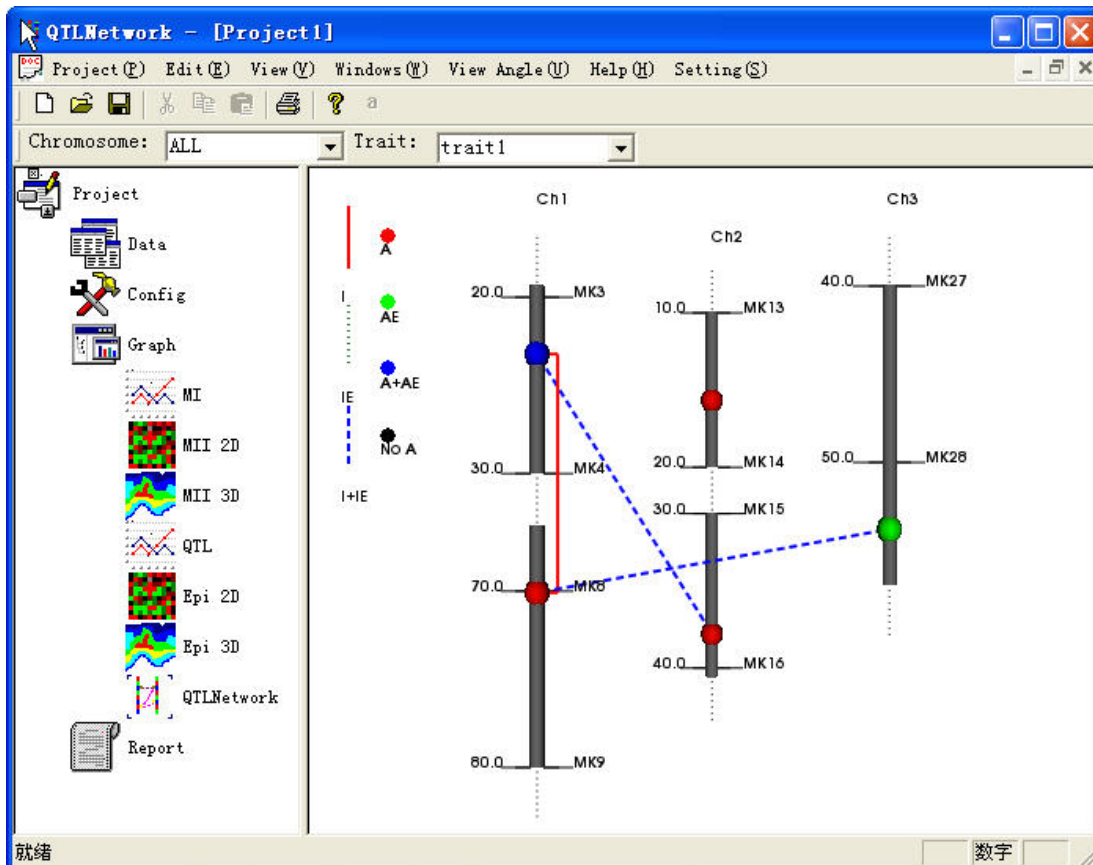 QTLNetwork - [Project1]
Project(P) Edit(E) View(V) Windows(W) View Angle(U) Help(H) Setting(S)
a
Chromosome: ALL Trait: trait1
Project
Data
Config
Graph
MI
MII 2D
MII 3D
QTL
Epi 2D
Epi 3D
QTLNetwork
Report
I
IE
I+IE
A
AE
A+AE
No A
Ch1
20.0 MK3
30.0 MK4
70.0 MK8
80.0 MK9
Ch2
10.0 MK13
20.0 MK14
30.0 MK15
40.0 MK16
Ch3
40.0 MK27
50.0 MK28
就绪
数字